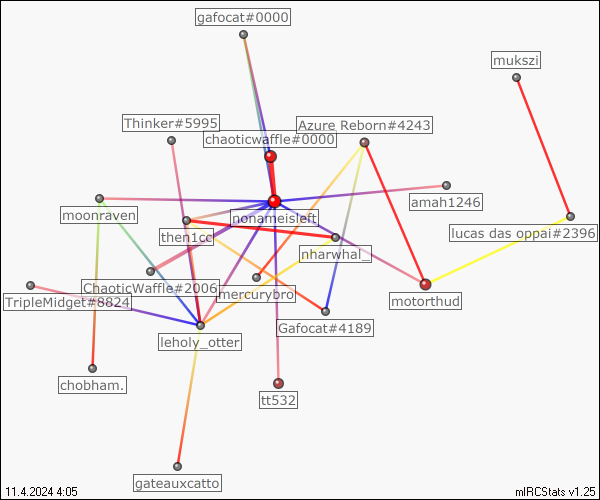 gafocat#0000
mukszi
Thinker#5995
Azure Reborn#4243
chaoticwaffle#0000
amah1246
moonraven
nonameisleft
then1cc
lucas das oppai#2396
nharwhal_
ChaoticWaffle#2006
mercurybro
TripleMidget#8824
motorthud
Gafocat#4189
leholy_otter
chobham.
tt532
gateauxcatto
11.4.2024 4:05
mIRCStats v1.25